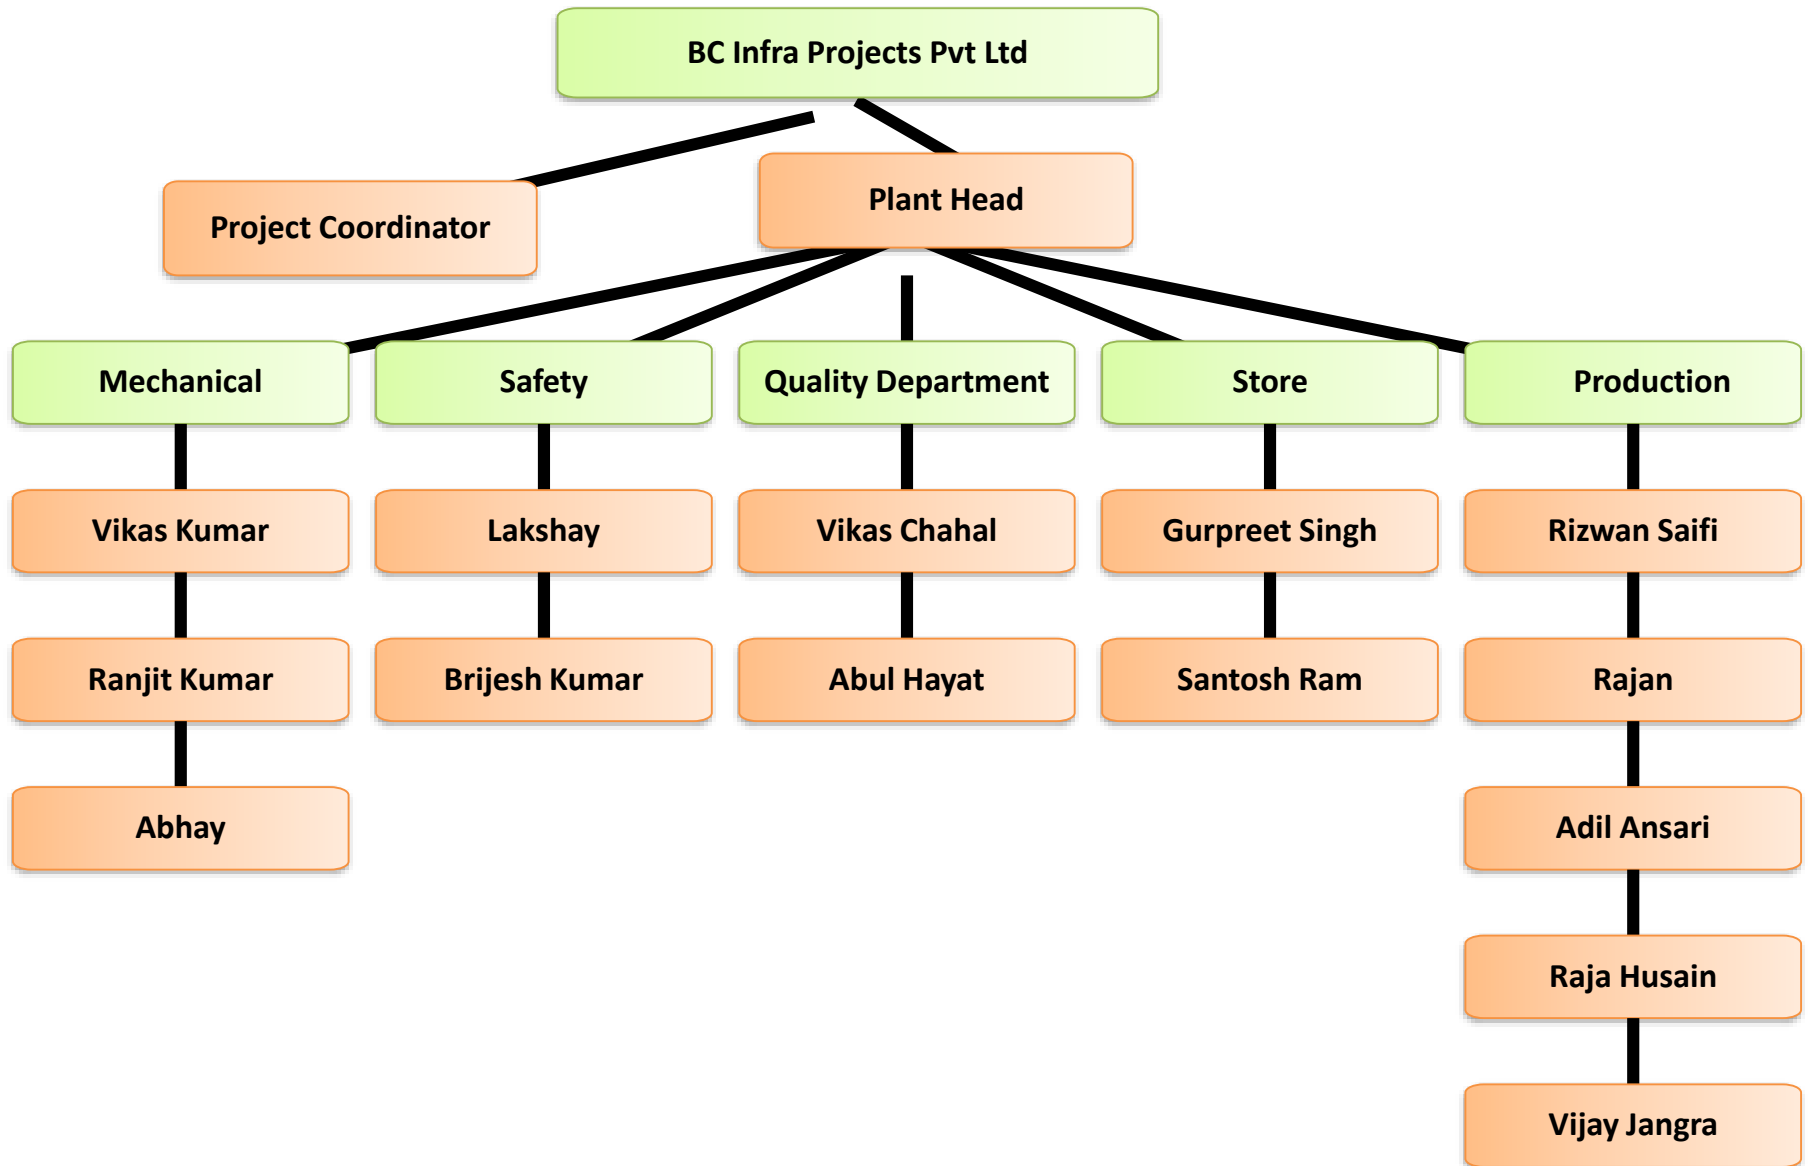 BC Infra Projects Pvt Ltd
Project Coordinator
Plant Head
Mechanical
Safety
Quality Department
Store
Production
Vikas Kumar
Lakshay
Vikas Chahal
Gurpreet Singh
Rizwan Saifi
Ranjit Kumar
Brijesh Kumar
Abul Hayat
Santosh Ram
Rajan
Abhay
Adil Ansari
Raja Husain
Vijay Jangra